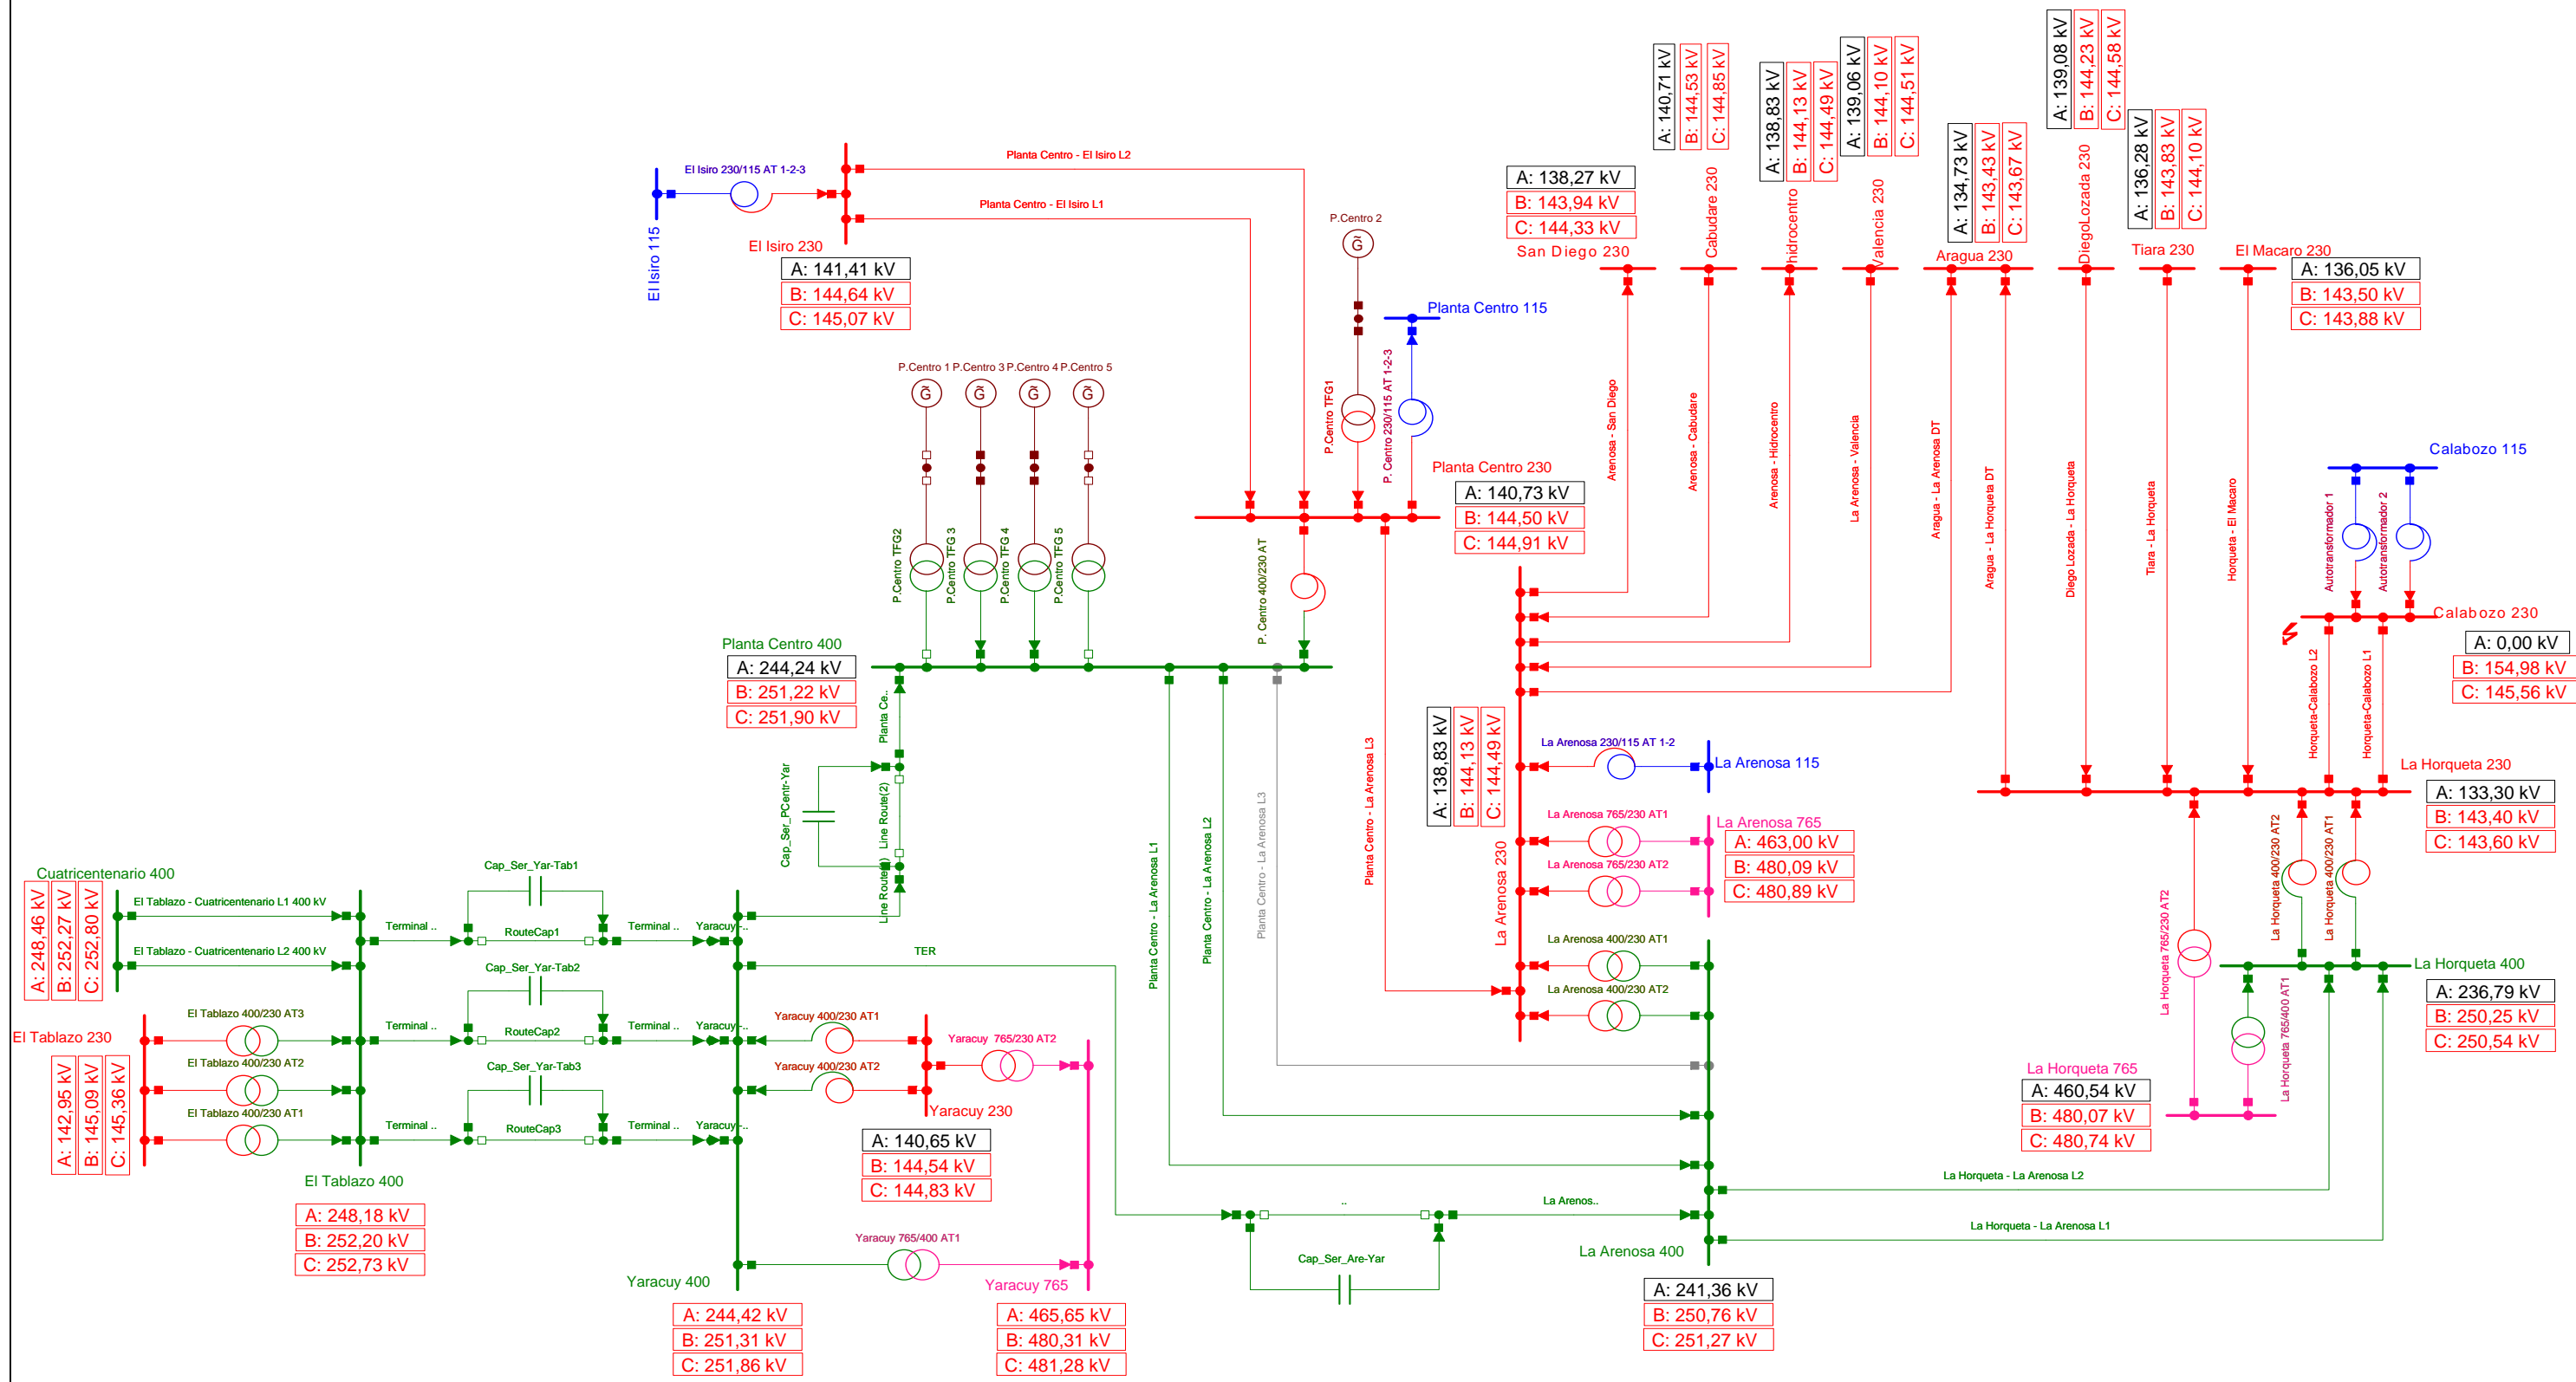 El Isiro 115
El Isiro 230/115 AT 1-2-3
El Isiro 230
A: 141,41 kV
B: 144,64 kV
C: 145,07 kV
Planta Centro - El Isiro L2
Planta Centro - El Isiro L1
P.Centro 2
G̃
P.Centro TFG1
P. Centro 230/115 AT 1-2-3
Planta Centro 115
P.Centro 1
P.Centro 3
P.Centro 4
P.Centro 5
G̃
G̃
G̃
G̃
P.Centro TFG2
P.Centro TFG 3
P.Centro TFG 4
P.Centro TFG 5
P. Centro 400/230 AT
Planta Centro 230
A: 140,73 kV
B: 144,50 kV
C: 144,91 kV
A: 138,27 kV
B: 143,94 kV
C: 144,33 kV
San Diego 230
A: 140,71 kV
B: 144,53 kV
C: 144,85 kV
Cabudare 230
A: 138,83 kV
B: 144,13 kV
C: 144,49 kV
hidrocentro
A: 139,06 kV
B: 144,10 kV
C: 144,51 kV
Valencia 230
A: 134,73 kV
B: 143,43 kV
C: 143,67 kV
Aragua 230
A: 139,08 kV
B: 144,23 kV
C: 144,58 kV
DiegoLozada 230
A: 136,28 kV
B: 143,83 kV
C: 144,10 kV
Tiara 230
El Macaro 230
A: 136,05 kV
B: 143,50 kV
C: 143,88 kV
Arenosa - San Diego
Arenosa - Cabudare
Arenosa - Hidrocentro
La Arenosa - Valencia
Aragua - La Arenosa DT
Aragua - La Horqueta DT
Diego Lozada - La Horqueta
Tiara - La Horqueta
Horqueta - El Macaro
Calabozo 115
Autotransformador 1
Autotransformador 2
Calabozo 230
A: 0,00 kV
B: 154,98 kV
C: 145,56 kV
Horqueta-Calabozo L2
Horqueta-Calabozo L1
La Horqueta 230
A: 133,30 kV
B: 143,40 kV
C: 143,60 kV
Planta Centro 400
A: 244,24 kV
B: 251,22 kV
C: 251,90 kV
Planta Ce..
Cap_Ser_PCentr-Yar
Line Route(2)
Planta Centro - La Arenosa L1
Planta Centro - La Arenosa L2
Planta Centro - La Arenosa L3
Planta Centro - La Arenosa L3
A: 138,83 kV
B: 144,13 kV
C: 144,49 kV
La Arenosa 230
La Arenosa 230/115 AT 1-2
La Arenosa 115
La Arenosa 765/230 AT1
La Arenosa 765/230 AT2
La Arenosa 765
A: 463,00 kV
B: 480,09 kV
C: 480,89 kV
La Arenosa 400/230 AT1
La Arenosa 400/230 AT2
La Horqueta 765/230 AT2
La Horqueta 400/230 AT2
La Horqueta 400/230 AT1
La Horqueta 400
A: 236,79 kV
B: 250,25 kV
C: 250,54 kV
La Horqueta 765/400 AT1
La Horqueta 765
A: 460,54 kV
B: 480,07 kV
C: 480,74 kV
Cuatricentenario 400
A: 248,46 kV
B: 252,27 kV
C: 252,80 kV
El Tablazo - Cuatricentenario L1 400 kV
El Tablazo - Cuatricentenario L2 400 kV
El Tablazo 230
A: 142,95 kV
B: 145,09 kV
C: 145,36 kV
El Tablazo 400/230 AT3
El Tablazo 400/230 AT2
El Tablazo 400/230 AT1
El Tablazo 400
A: 248,18 kV
B: 252,20 kV
C: 252,73 kV
Cap_Ser_Yar-Tab1
Terminal ..
RouteCap1
Terminal ..
Yaracuy-..
Cap_Ser_Yar-Tab2
Terminal ..
RouteCap2
Terminal ..
Yaracuy-..
Cap_Ser_Yar-Tab3
Terminal ..
RouteCap3
Terminal ..
Yaracuy-..
TER
Yaracuy 400/230 AT1
Yaracuy 400/230 AT2
Yaracuy 765/230 AT2
Yaracuy 230
A: 140,65 kV
B: 144,54 kV
C: 144,83 kV
Yaracuy 765/400 AT1
Yaracuy 400
A: 244,42 kV
B: 251,31 kV
C: 251,86 kV
Yaracuy 765
A: 465,65 kV
B: 480,31 kV
C: 481,28 kV
..
La Arenos..
Cap_Ser_Are-Yar
La Arenosa 400
A: 241,36 kV
B: 250,76 kV
C: 251,27 kV
La Horqueta - La Arenosa L2
La Horqueta - La Arenosa L1